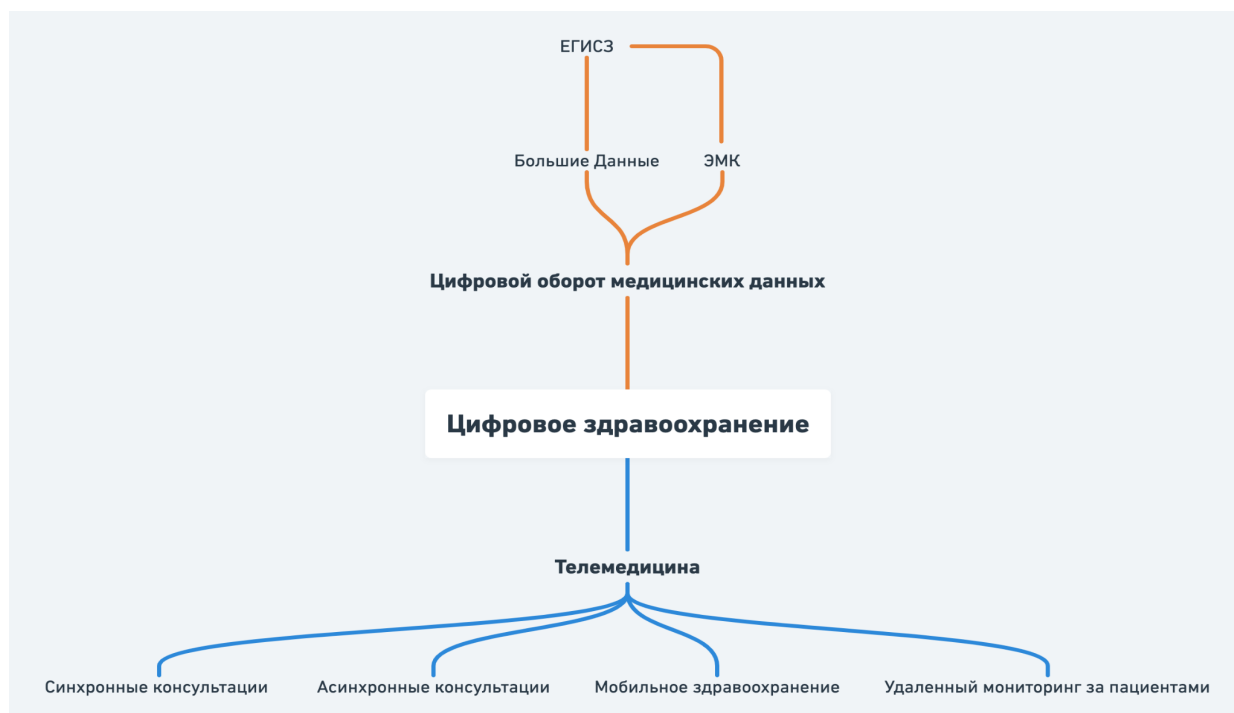 ЕГИСЗ
Большие Данные
ЭМК
Цифровой оборот медицинских данных
Цифровое здравоохранение
Телемедицина
Синхронные консультации
Асинхронные консультации
Мобильное здравоохранение
Удаленный мониторинг за пациентами